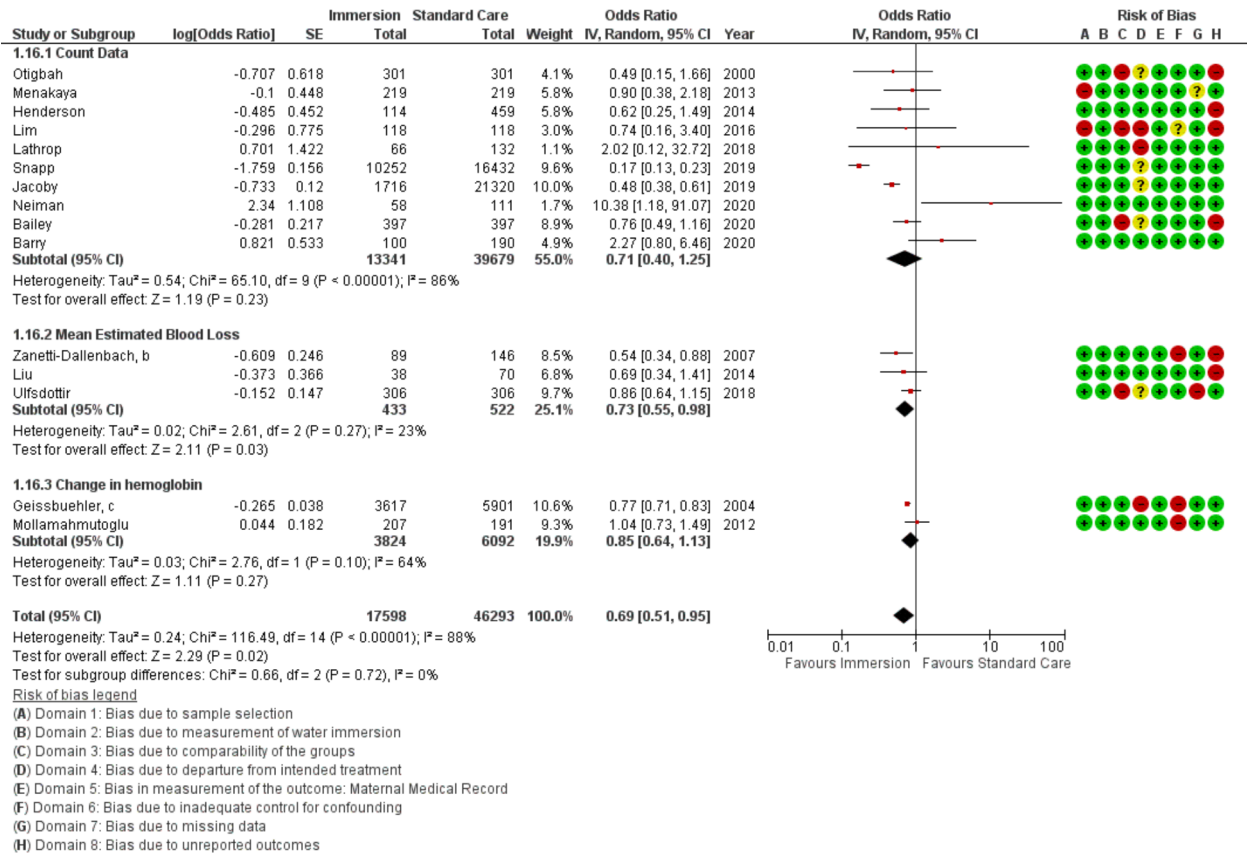 Immersion Standard Care Odds Ratio Odds Ratio Risk of Bias
Study or Subgroup log[Odds Ratio] SE Total Total Weight IV, Random, 95% CI Year IV, Random, 95% CI A B C D E F G H
1.16.1 Count Data
Otigbah -0.707 0.618 301 301 4.1% 0.49 [0.15, 1.66] 2000 + + - ? + + + -
Menakaya -0.1 0.448 219 219 5.8% 0.90 [0.38, 2.18] 2013 - + + + + + ? +
Henderson -0.485 0.452 114 459 5.8% 0.62 [0.25, 1.49] 2014 + + + + + + + -
Lim -0.296 0.775 118 118 3.0% 0.74 [0.16, 3.40] 2016 - + - - + ? + -
Lathrop 0.701 1.422 66 132 1.1% 2.02 [0.12, 32.72] 2018 + + + - + + + +
Snapp -1.759 0.156 10252 16432 9.6% 0.17 [0.13, 0.23] 2019 + + + ? + + + +
Jacoby -0.733 0.12 1716 21320 10.0% 0.48 [0.38, 0.61] 2019 + + + ? + + + +
Neiman 2.34 1.108 58 111 1.7% 10.38 [1.18, 91.07] 2020 + + + + + + + +
Bailey -0.281 0.217 397 397 8.9% 0.76 [0.49, 1.16] 2020 + + - ? + + + -
Barry 0.821 0.533 100 190 4.9% 2.27 [0.80, 6.46] 2020 + + + + + + + +
Subtotal (95% CI) 13341 39679 55.0% 0.71 [0.40, 1.25]
Heterogeneity: Tau² = 0.54; Chi² = 65.10, df = 9 (P < 0.00001); I² = 86%
Test for overall effect: Z = 1.19 (P = 0.23)
1.16.2 Mean Estimated Blood Loss
Zanetti-Dallenbach, b -0.609 0.246 89 146 8.5% 0.54 [0.34, 0.88] 2007 + + + + + - + -
Liu -0.373 0.366 38 70 6.8% 0.69 [0.34, 1.41] 2014 + + + + + + + -
Ulfsdottir -0.152 0.147 306 306 9.7% 0.86 [0.64, 1.15] 2018 + + - ? + + - +
Subtotal (95% CI) 433 522 25.1% 0.73 [0.55, 0.98]
Heterogeneity: Tau² = 0.02; Chi² = 2.61, df = 2 (P = 0.27); I² = 23%
Test for overall effect: Z = 2.11 (P = 0.03)
1.16.3 Change in hemoglobin
Geissbuehler, c -0.265 0.038 3617 5901 10.6% 0.77 [0.71, 0.83] 2004 + + + - + - + +
Mollamahmutoglu 0.044 0.182 207 191 9.3% 1.04 [0.73, 1.49] 2012 + + + + + - + +
Subtotal (95% CI) 3824 6092 19.9% 0.85 [0.64, 1.13]
Heterogeneity: Tau² = 0.03; Chi² = 2.76, df = 1 (P = 0.10); I² = 64%
Test for overall effect: Z = 1.11 (P = 0.27)
Total (95% CI) 17598 46293 100.0% 0.69 [0.51, 0.95]
Heterogeneity: Tau² = 0.24; Chi² = 116.49, df = 14 (P < 0.00001); I² = 88%
Test for overall effect: Z = 2.29 (P = 0.02)
Test for subgroup differences: Chi² = 0.66, df = 2 (P = 0.72), I² = 0%
0.01 0.1 1 10 100
Favours Immersion Favours Standard Care
Risk of bias legend
(A) Domain 1: Bias due to sample selection
(B) Domain 2: Bias due to measurement of water immersion
(C) Domain 3: Bias due to comparability of the groups
(D) Domain 4: Bias due to departure from intended treatment
(E) Domain 5: Bias in measurement of the outcome: Maternal Medical Record
(F) Domain 6: Bias due to inadequate control for confounding
(G) Domain 7: Bias due to missing data
(H) Domain 8: Bias due to unreported outcomes